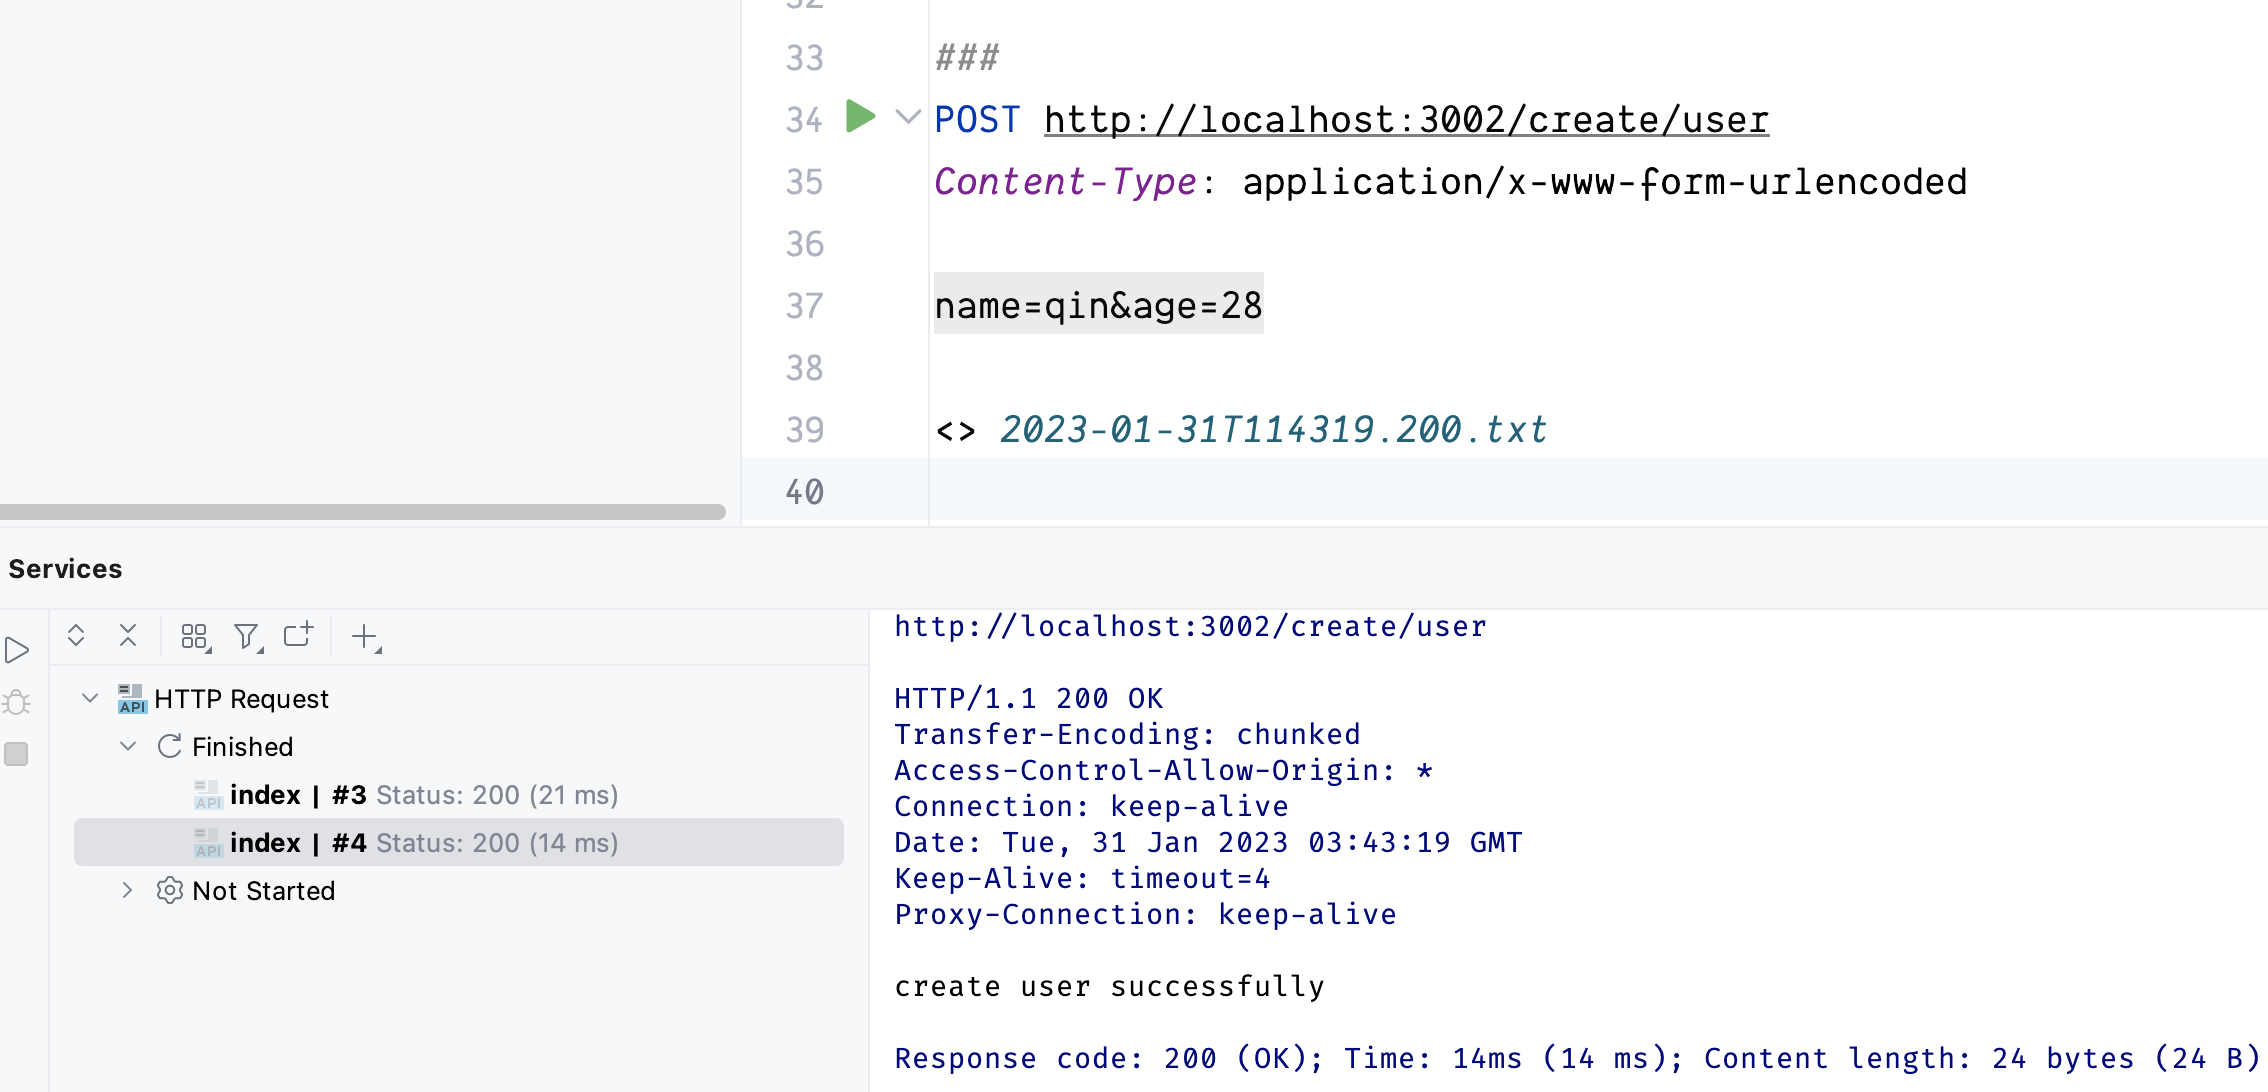 32
33 ###
34 POST http://localhost:3002/create/user
35 Content-Type: application/x-www-form-urlencoded
36
37 name=qin&age=28
38
39 <> 2023-01-31T114319.200.txt
40
Services
API HTTP Request
Finished
API index | #3 Status: 200 (21 ms)
API index | #4 Status: 200 (14 ms)
Not Started
http://localhost:3002/create/user
HTTP/1.1 200 OK
Transfer-Encoding: chunked
Access-Control-Allow-Origin: *
Connection: keep-alive
Date: Tue, 31 Jan 2023 03:43:19 GMT
Keep-Alive: timeout=4
Proxy-Connection: keep-alive
create user successfully
Response code: 200 (OK); Time: 14ms (14 ms); Content length: 24 bytes (24 B)